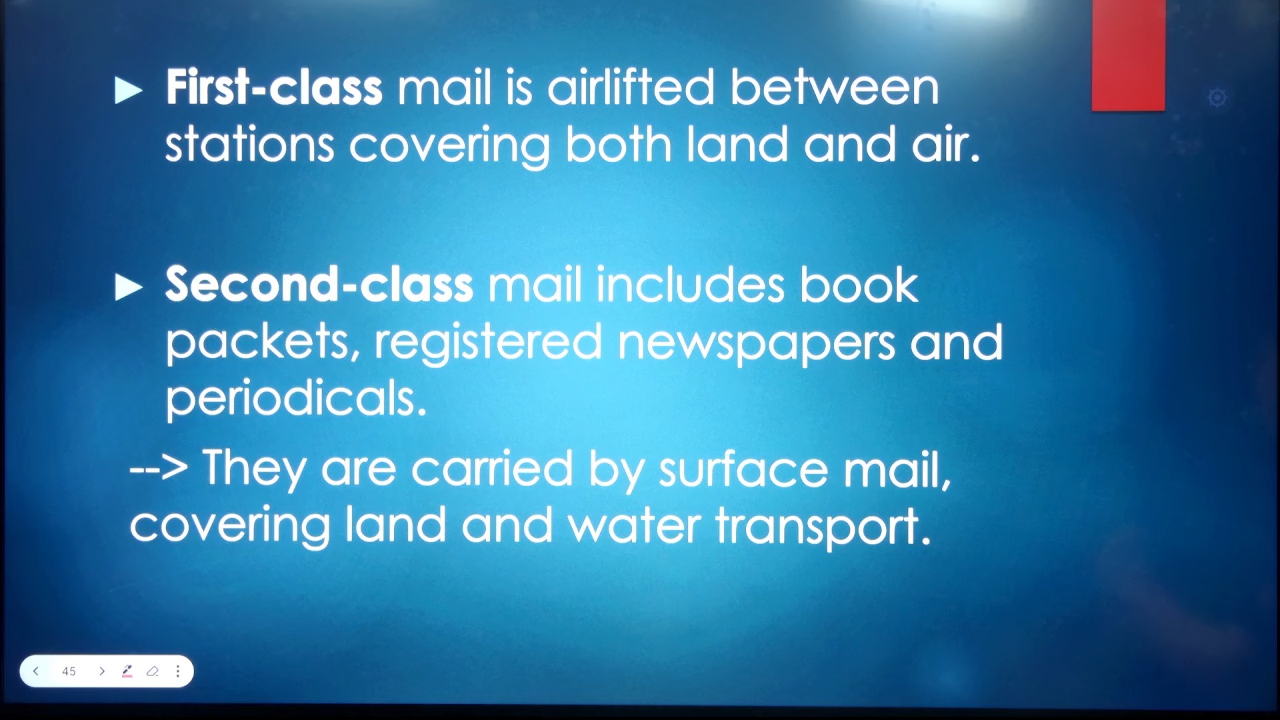 ► First-class mail is airlifted between
stations covering both land and air.
► Second-class mail includes book
packets, registered newspapers and
periodicals.
--> They are carried by surface mail,
covering land and water transport.
45